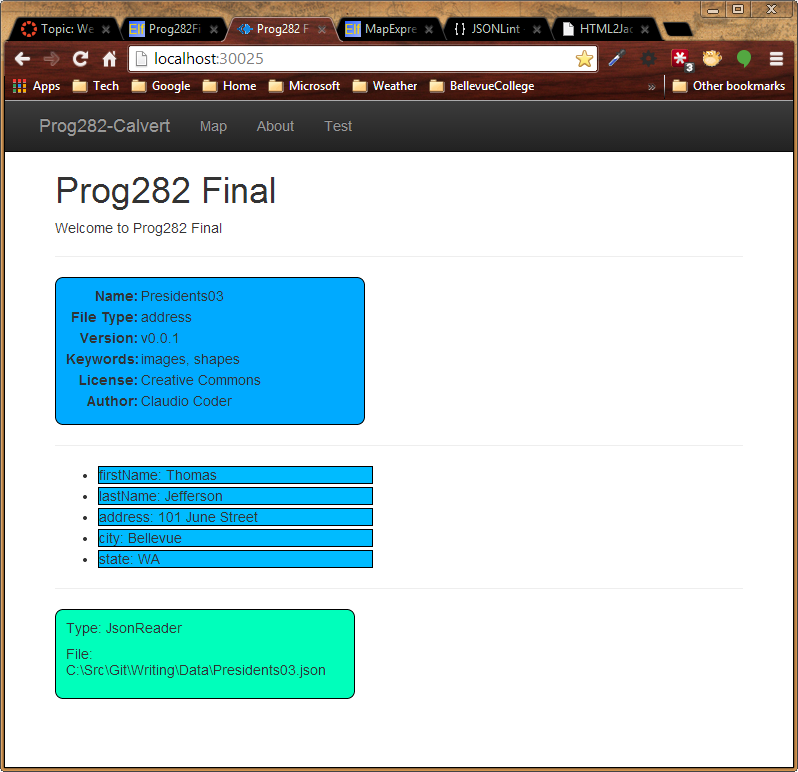 Topic: We
Prog282Fi
Prog282 F
MapExpre
JSONLint
HTML2Jac
localhost:30025
3
Apps
Tech
Google
Home
Microsoft
Weather
BellevueCollege
»
Other bookmarks
Prog282-Calvert
Map
About
Test
Prog282 Final
Welcome to Prog282 Final
Name: Presidents03
File Type: address
Version: v0.0.1
Keywords: images, shapes
License: Creative Commons
Author: Claudio Coder
firstName: Thomas
lastName: Jefferson
address: 101 June Street
city: Bellevue
state: WA
Type: JsonReader
File:
C:\Src\Git\Writing\Data\Presidents03.json